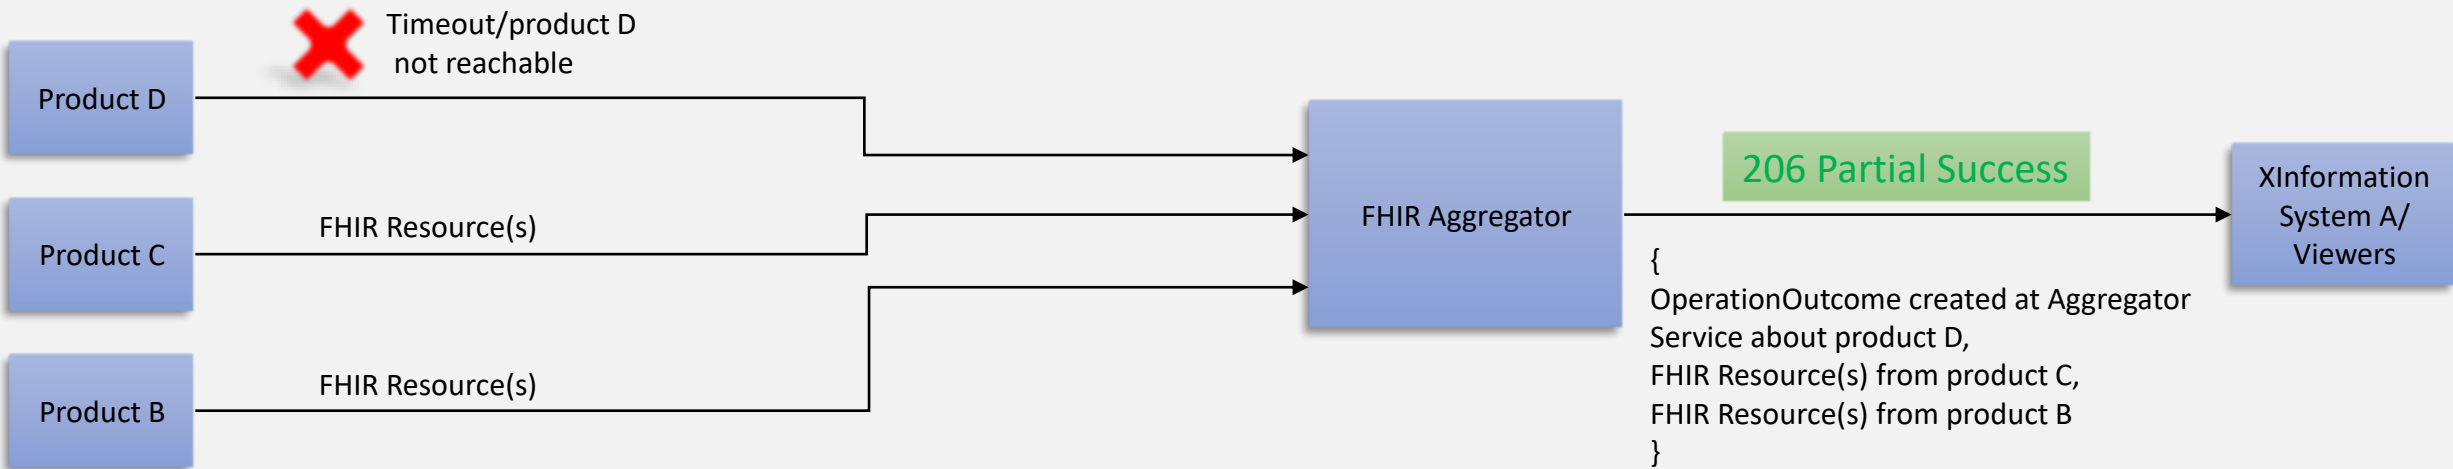 Timeout/product D
not reachable
Product D
Product C
FHIR Resource(s)
Product B
FHIR Resource(s)
FHIR Aggregator
206 Partial Success
{
OperationOutcome created at Aggregator
Service about product D,
FHIR Resource(s) from product C,
FHIR Resource(s) from product B
}
XInformation
System A/
Viewers